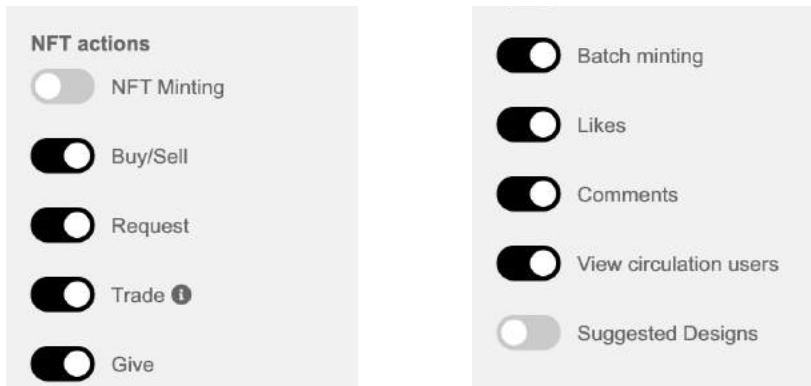 NFT actions
NFT Minting
Buy/Sell
Request
Trade
Give
Batch minting
Likes
Comments
View circulation users
Suggested Designs